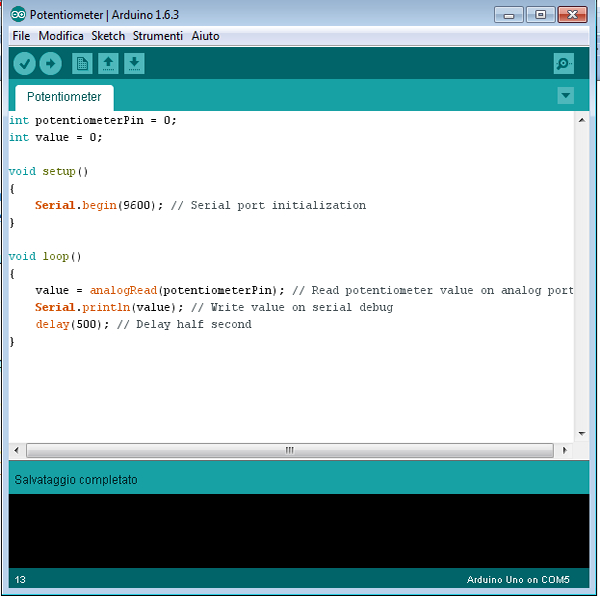 Potentiometer | Arduino 1.6.3
File Modifica Sketch Strumenti Aiuto
Potentiometer
int potentiometerPin = 0;
int value = 0;
void setup()
{
Serial.begin(9600); // Serial port initialization
}
void loop()
{
value = analogRead(potentiometerPin); // Read potentiometer value on analog port
Serial.println(value); // Write value on serial debug
delay(500); // Delay half second
}
Salvataggio completato
13 Arduino Uno on COM5